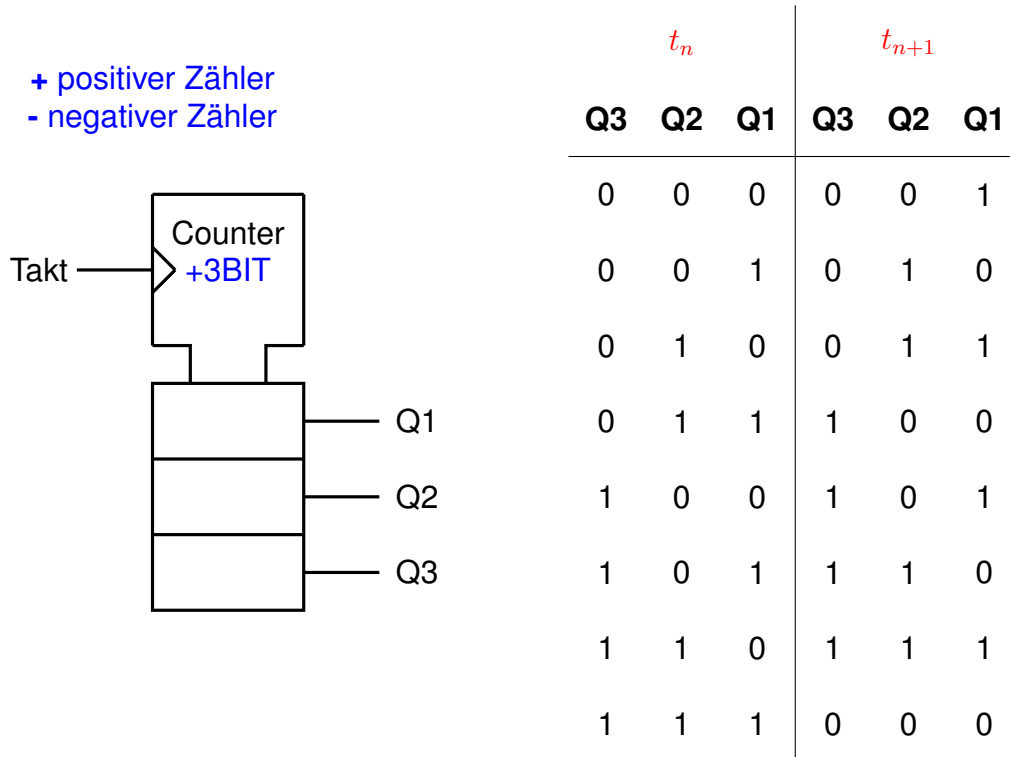 + positiver Zähler
- negativer Zähler
Counter
Takt
+3BIT
Q1
Q2
Q3
t_n t_{n+1}
Q3 Q2 Q1 Q3 Q2 Q1
0 0 0 0 0 1
0 0 1 0 1 0
0 1 0 0 1 1
0 1 1 1 0 0
1 0 0 1 0 1
1 0 1 1 1 0
1 1 0 1 1 1
1 1 1 0 0 0